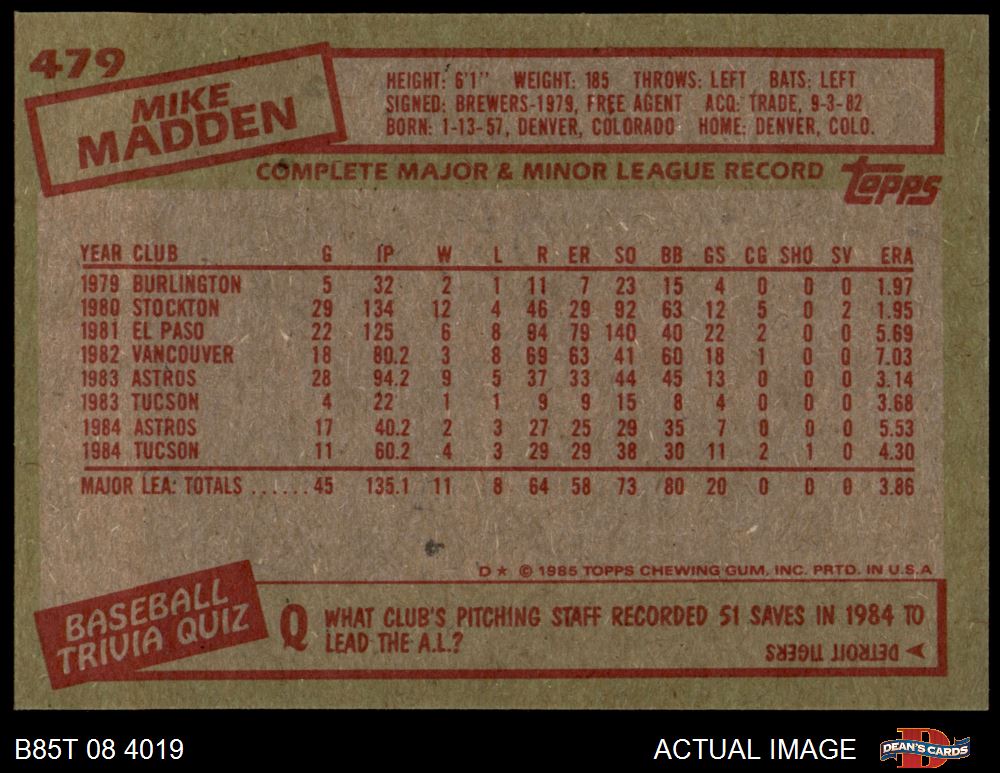 479
MIKE
MADDEN
HEIGHT: 6'1" WEIGHT: 185 THROWS: LEFT BATS: LEFT
SIGNED: BREWERS-1979, FREE AGENT ACQ: TRADE, 9-3-82
BORN: 1-13-57, DENVER, COLORADO HOME: DENVER, COLO.
COMPLETE MAJOR & MINOR LEAGUE RECORD
topps
YEAR CLUB G IP W L R ER SO BB GS CG SHO SV ERA
1979 BURLINGTON 5 32 2 1 11 7 23 15 4 0 0 0 1.97
1980 STOCKTON 29 134 12 4 46 29 92 63 12 5 0 2 1.95
1981 EL PASO 22 125 6 8 94 79 140 40 22 2 0 0 5.69
1982 VANCOUVER 18 80.2 3 8 69 63 41 60 18 1 0 0 7.03
1983 ASTROS 28 94.2 9 5 37 33 44 45 13 0 0 0 3.14
1983 TUCSON 4 22 1 1 9 9 15 8 4 0 0 0 3.68
1984 ASTROS 17 40.2 2 3 27 25 29 35 7 0 0 0 5.53
1984 TUCSON 11 60.2 4 3 29 29 38 30 11 2 1 0 4.30
MAJOR LEA. TOTALS ......45 135.1 11 8 64 58 73 80 20 0 0 0 3.86
D★ © 1985 TOPPS CHEWING GUM, INC. PRTD. IN U.S.A
BASEBALL
TRIVIA QUIZ
Q WHAT CLUB'S PITCHING STAFF RECORDED 51 SAVES IN 1984 TO
LEAD THE A.L.?
DETROIT TIGERS
B85T 08 4019
ACTUAL IMAGE
D
DEAN'S CARDS